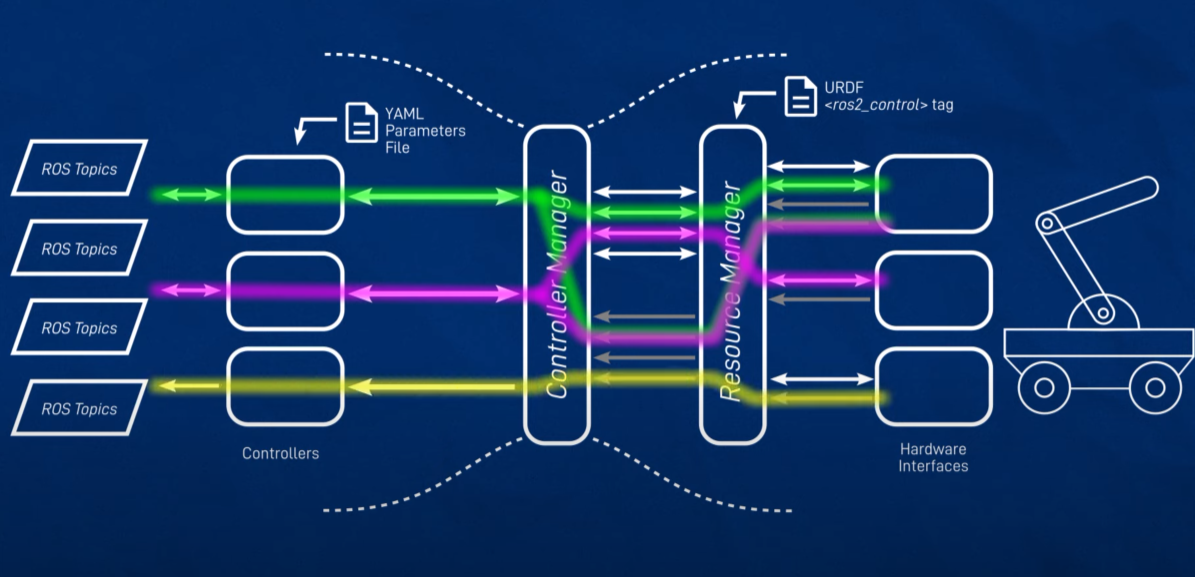 URDF
<ros2_control> tag
YAML
Parameters
File
ROS Topics
ROS Topics
ROS Topics
ROS Topics
Controller Manager
Resource Manager
Controllers
Hardware
Interfaces